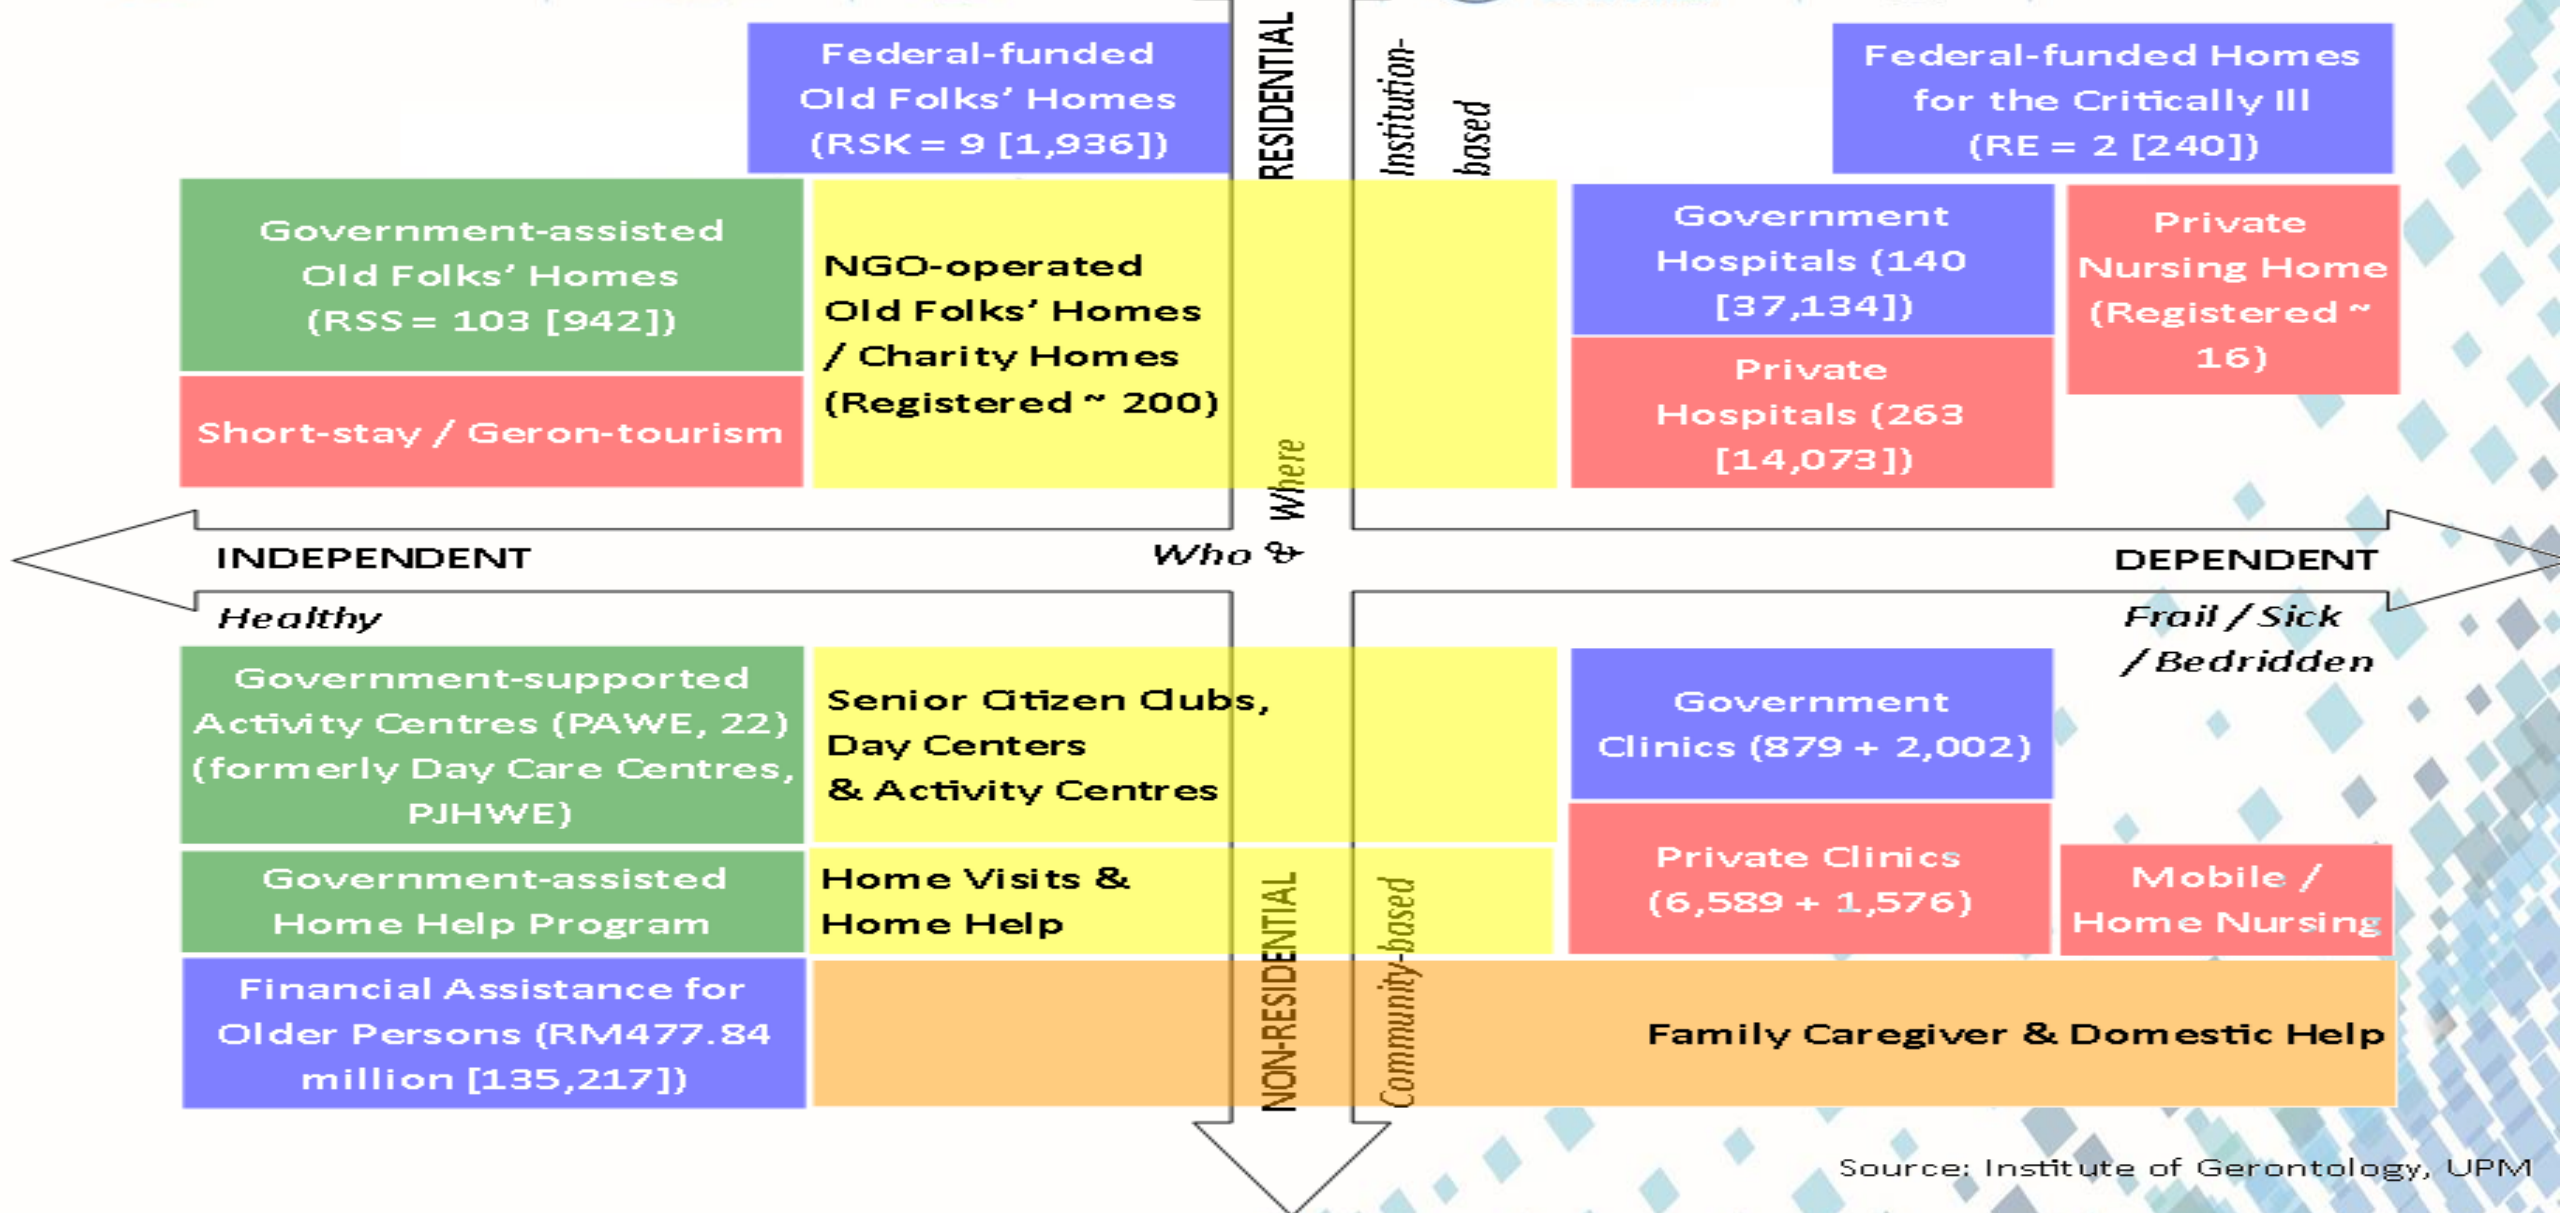 Federal-funded
Old Folks’ Homes
(RSK = 9 [1,936])
RESIDENTIAL
Institution-
based
Federal-funded Homes
for the Critically Ill
(RE = 2 [240])
Government-assisted
Old Folks’ Homes
(RSS = 103 [942])
Short-stay / Geron-tourism
NGO-operated
Old Folks’ Homes
/ Charity Homes
(Registered ~ 200)
Government
Hospitals (140
[37,134])
Private
Hospitals (263
[14,073])
Private
Nursing Home
(Registered ~
16)
INDEPENDENT
Who & Where
DEPENDENT
Healthy
Frail / Sick
/ Bedridden
Government-supported
Activity Centres (PAWE, 22)
(formerly Day Care Centres,
PJHWE)
Senior Citizen Clubs,
Day Centers
& Activity Centres
Government
Clinics (879 + 2,002)
Government-assisted
Home Help Program
Home Visits &
Home Help
Private Clinics
(6,589 + 1,576)
Mobile /
Home Nursing
NON-RESIDENTIAL
Community-based
Financial Assistance for
Older Persons (RM477.84
million [135,217])
Family Caregiver & Domestic Help
Source: Institute of Gerontology, UPM